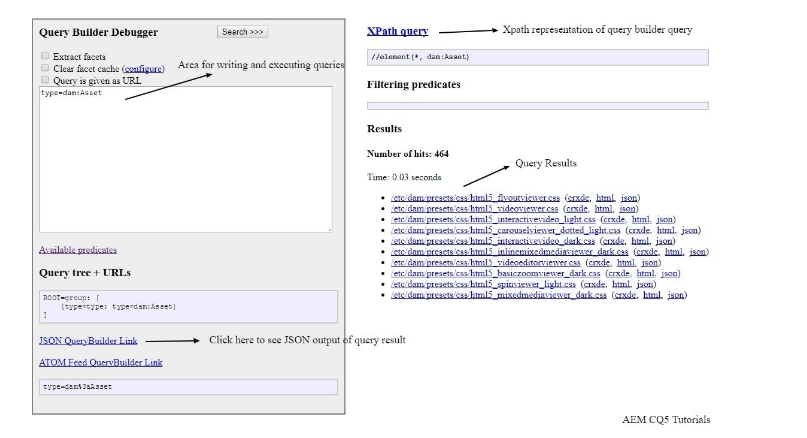 Query Builder Debugger
Search >>>
Extract facets
Clear facet cache (configure)
Query is given as URL
Area for writing and executing queries
type=dam:Asset
Available predicates
Query tree + URLs
ROOT=group: [
{type=type: type=dam:Asset}
]
JSON QueryBuilder Link
Click here to see JSON output of query result
ATOM Feed QueryBuilder Link
type=dam%3aAsset
XPath query
Xpath representation of query builder query
//element(*, dam:Asset)
Filtering predicates
Results
Number of hits: 464
Query Results
Time: 0.03 seconds
/etc/dam/presets/css/html5_flyoutviewer.css (crxde, html, json)
/etc/dam/presets/css/html5_videoviewer.css (crxde, html, json)
/etc/dam/presets/css/html5_interactivevideo_light.css (crxde, html, json)
/etc/dam/presets/css/html5_carouselviewer_dotted_light.css (crxde, html, json)
/etc/dam/presets/css/html5_interactivevideo_dark.css (crxde, html, json)
/etc/dam/presets/css/html5_inlinemixedmediaviewer_dark.css (crxde, html, json)
/etc/dam/presets/css/html5_videoeditorviewer.css (crxde, html, json)
/etc/dam/presets/css/html5_basiczoomviewer_dark.css (crxde, html, json)
/etc/dam/presets/css/html5_spinviewer_light.css (crxde, html, json)
/etc/dam/presets/css/html5_mixedmediaviewer_dark.css (crxde, html, json)
AEM CQ5 Tutorials